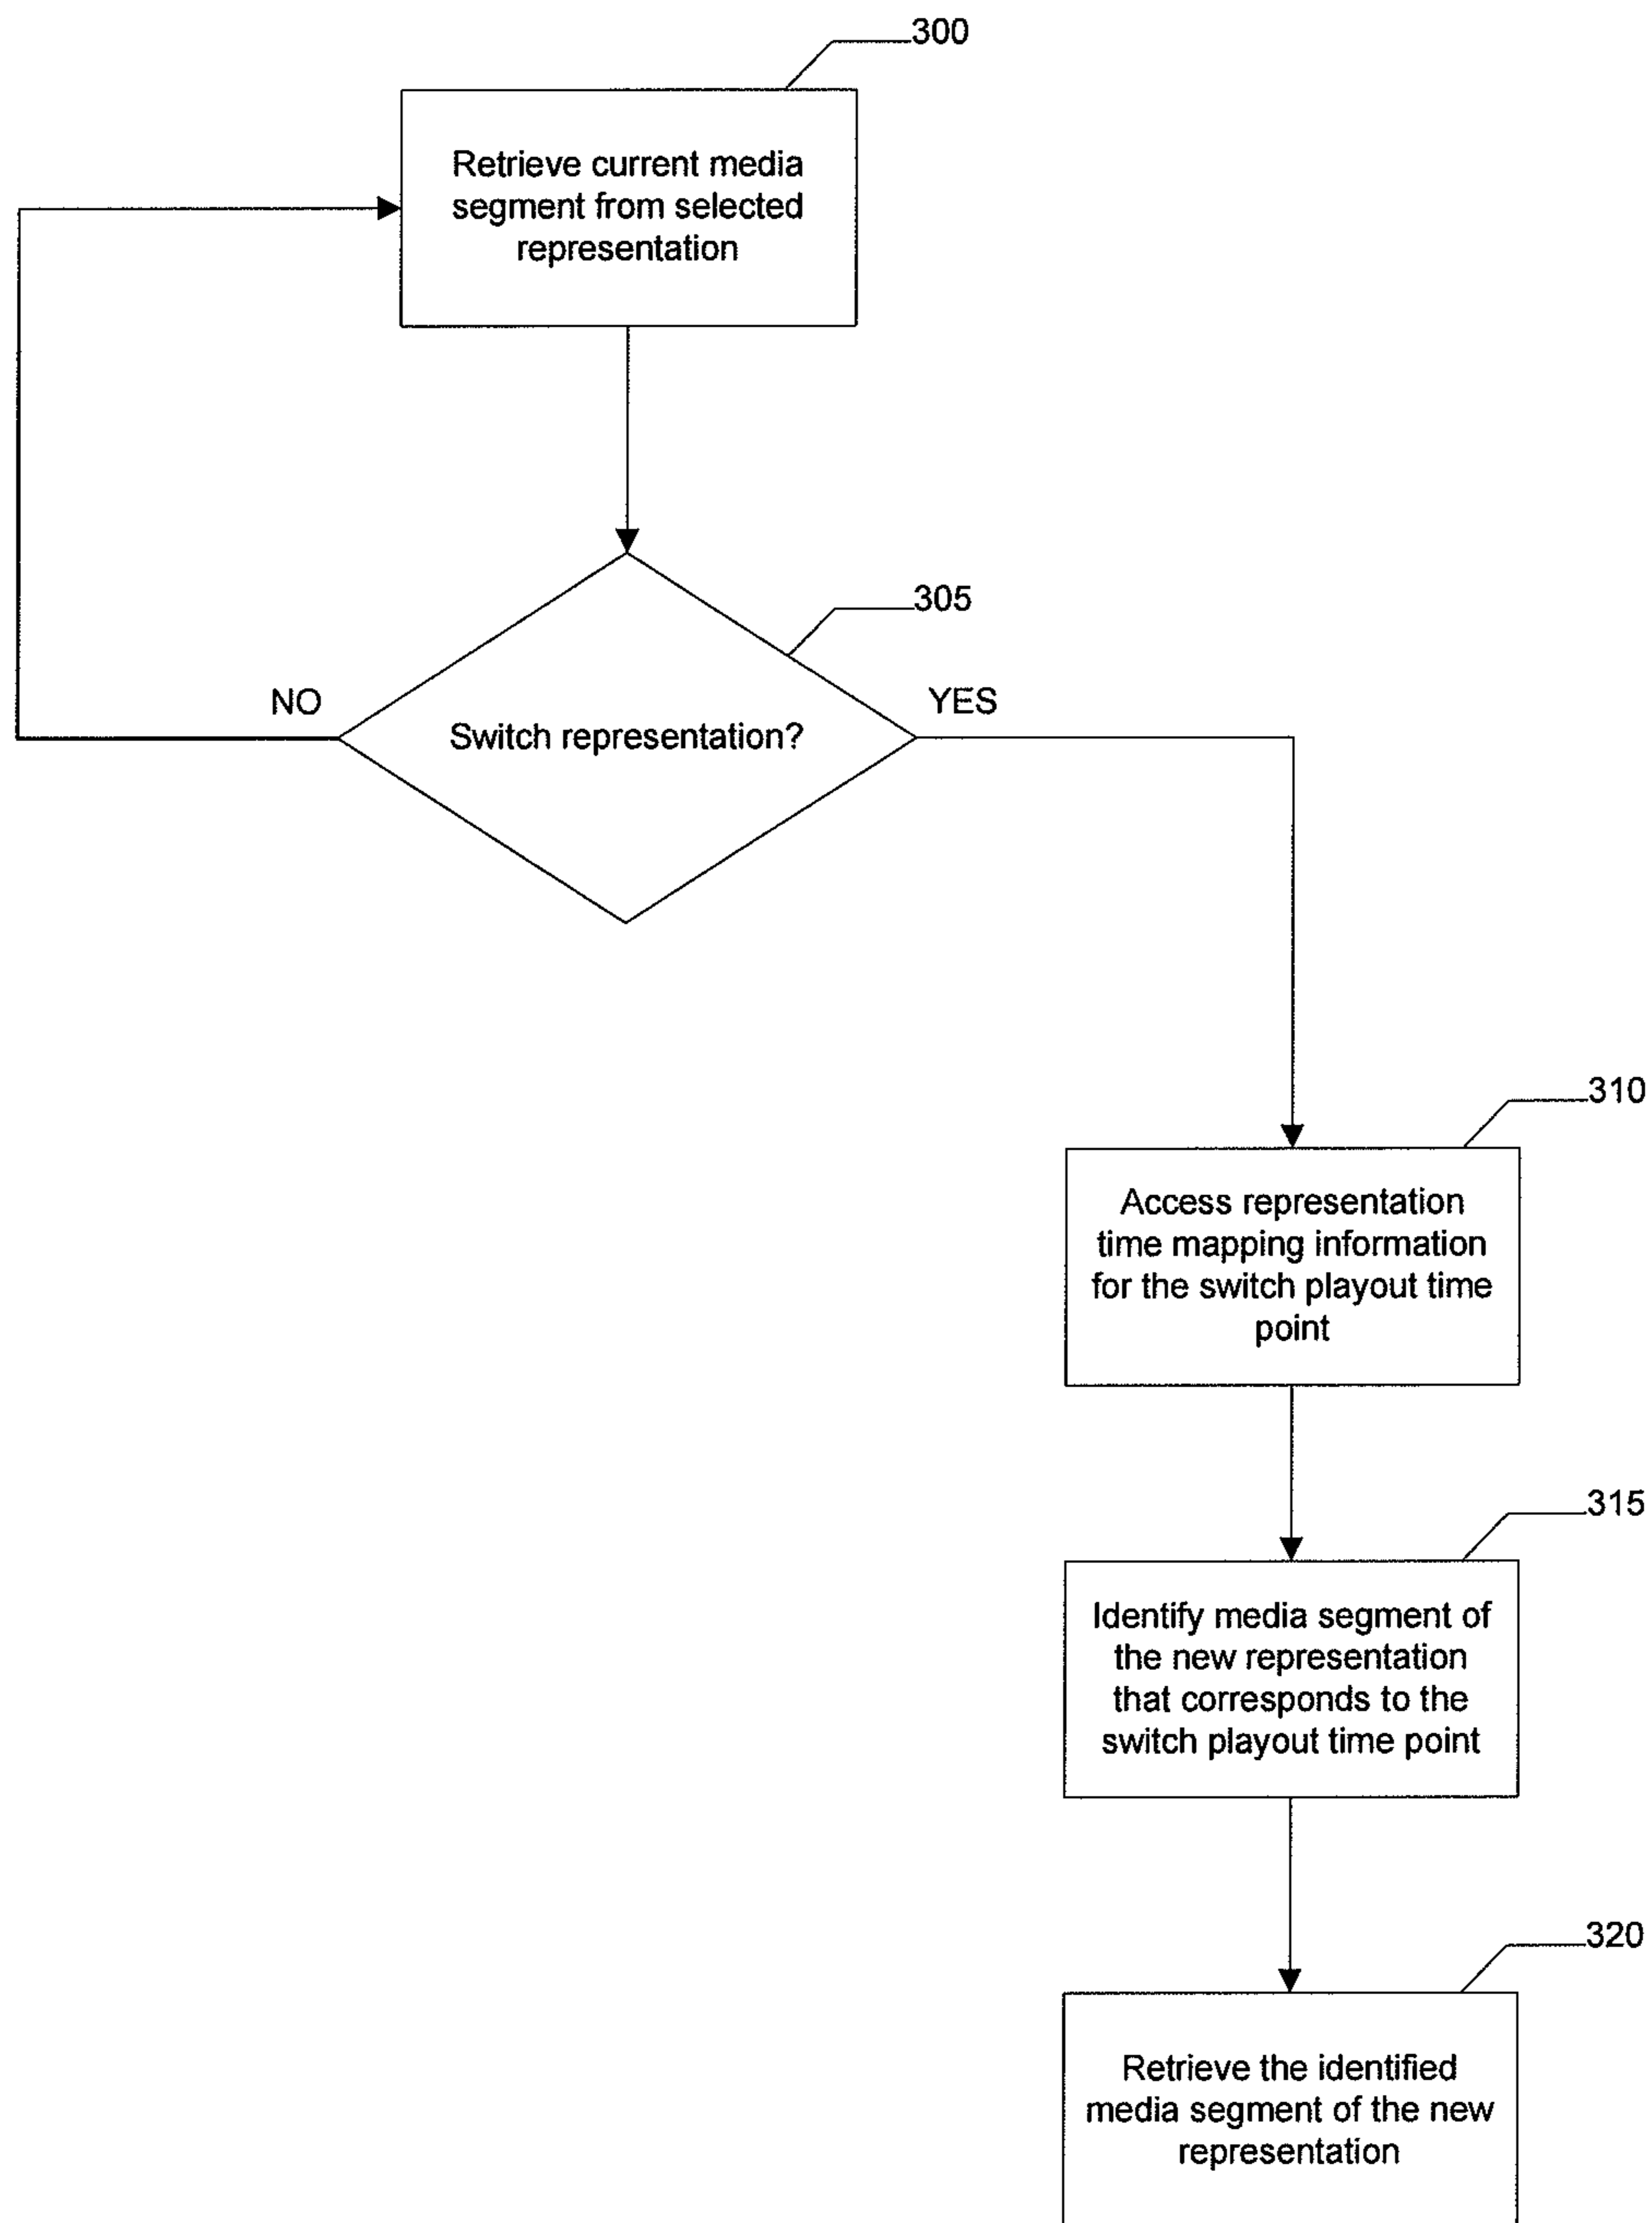 300
Retrieve current media
segment from selected
representation
305
NO
YES
Switch representation?
310
Access representation
time mapping information
for the switch playout time
point
315
Identify media segment of
the new representation
that corresponds to the
switch playout time point
320
Retrieve the identified
media segment of the new
representation